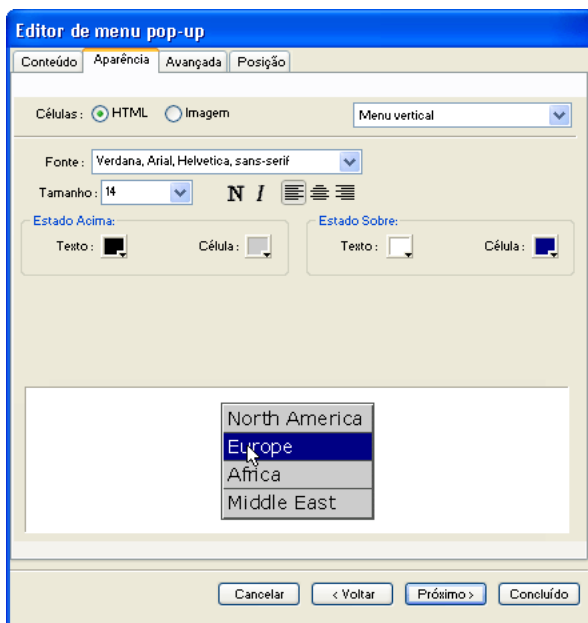 Editor de menu pop-up
Conteúdo Aparência Avançada Posição
Células: HTML Imagem Menu vertical
Fonte: Verdana, Arial, Helvetica, sans-serif
Tamanho: 14 N I
Estado Acima: Estado Sobre:
Texto: Célula: Texto: Célula:
North America
Europe
Africa
Middle East
Cancelar < Voltar Próximo > Concluído